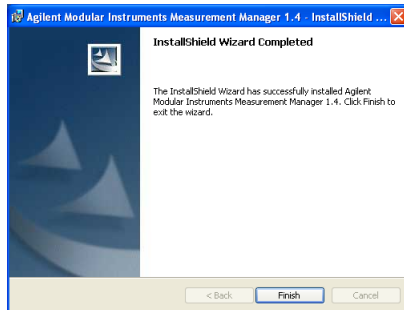 Agilent Modular Instruments Measurement Manager 1.4 - InstallShield ...
InstallShield Wizard Completed
The InstallShield Wizard has successfully installed Agilent
Modular Instruments Measurement Manager 1.4. Click Finish to
exit the wizard.
< Back
Finish
Cancel